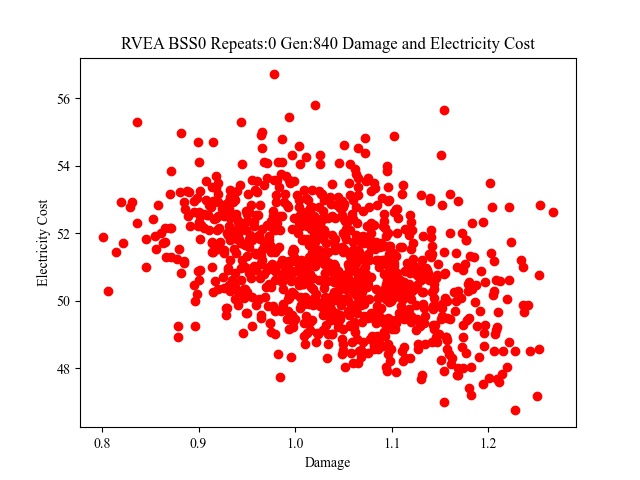 RVEA BSS0 Repeats:0 Gen:840 Damage and Electricity Cost
56
54
52
50
48
Electricity Cost
0.8 0.9 1.0 1.1 1.2
Damage